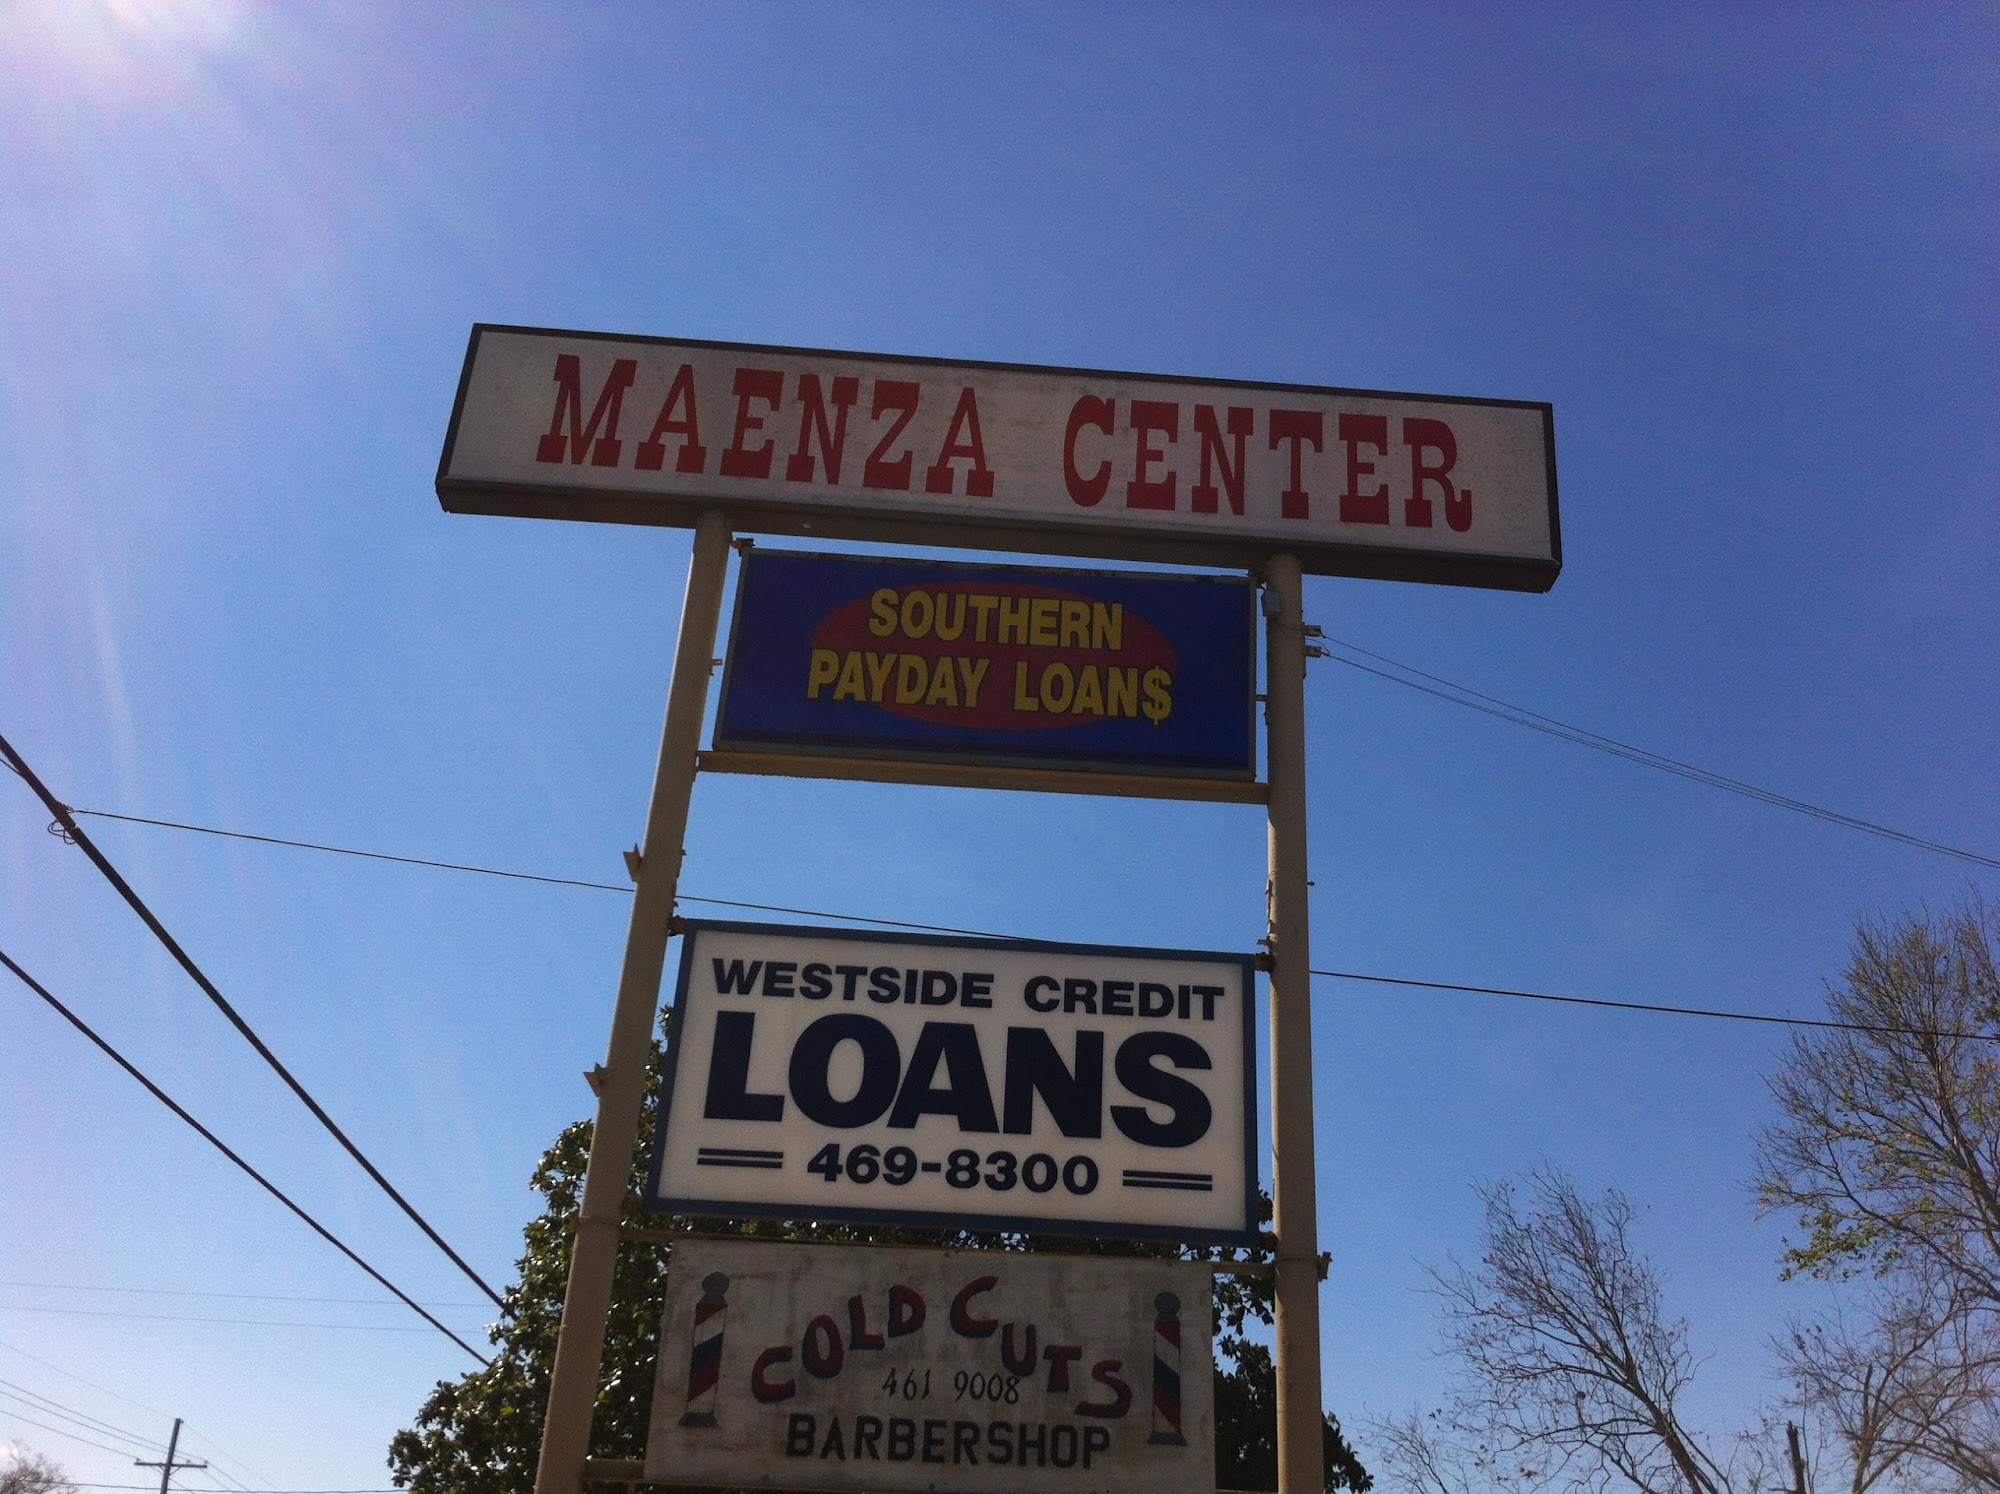 MAENZA CENTER
SOUTHERN
PAYDAY LOAN$
WESTSIDE CREDIT
LOANS
469-8300
COLD CUTS
461 9008
BARBERSHOP